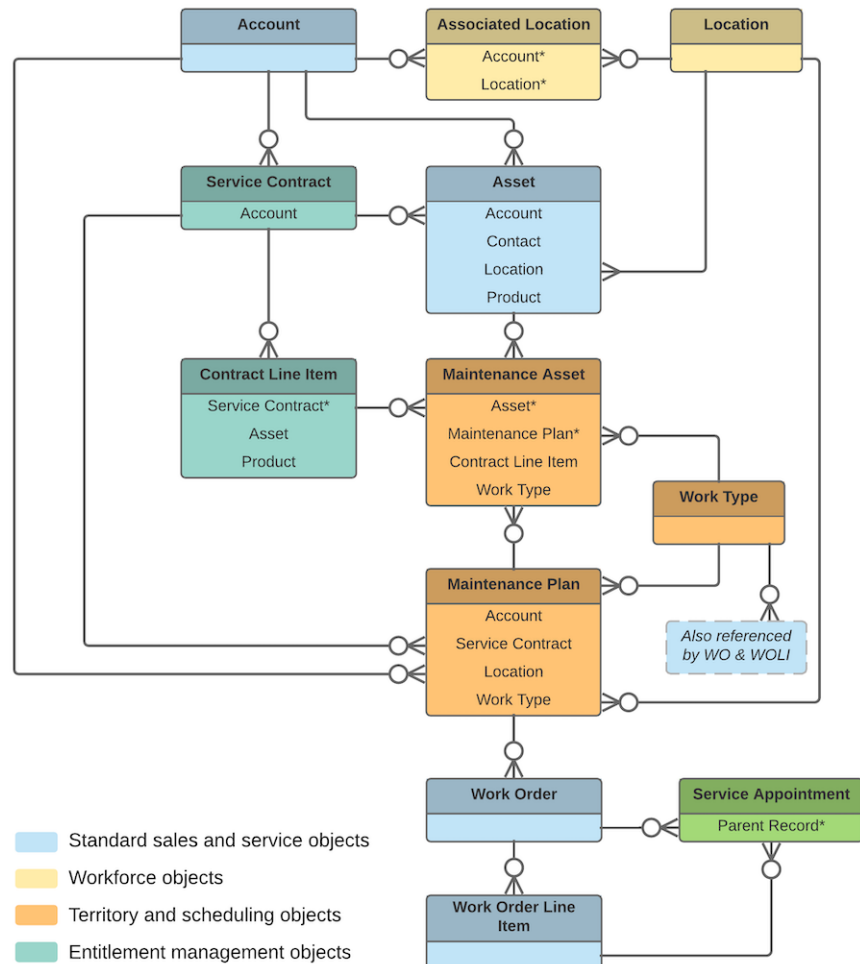 Account
Associated Location
Account*
Location*
Location
Service Contract
Account
Asset
Account
Contact
Location
Product
Contract Line Item
Service Contract*
Asset
Product
Maintenance Asset
Asset*
Maintenance Plan*
Contract Line Item
Work Type
Work Type
Maintenance Plan
Account
Service Contract
Location
Work Type
Also referenced
by WO & WOLI
Work Order
Service Appointment
Parent Record*
Work Order Line
Item
Standard sales and service objects
Workforce objects
Territory and scheduling objects
Entitlement management objects